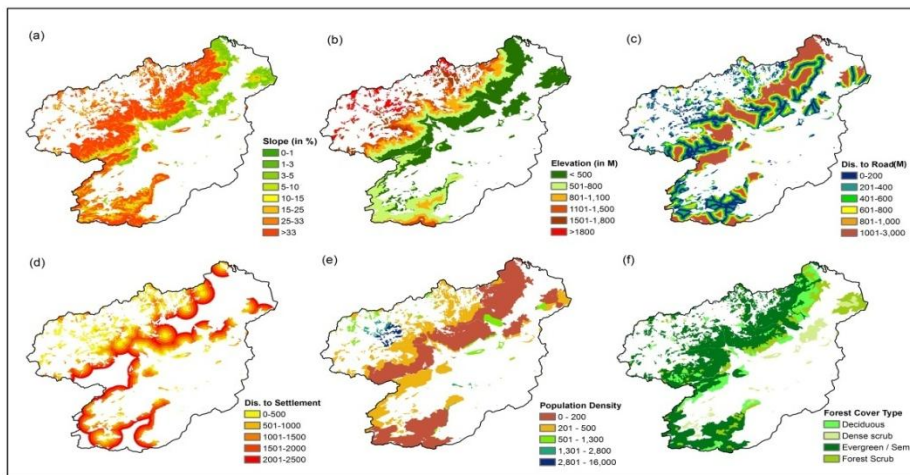 (a)
Slope (in %)
0-1
1-3
3-5
5-10
10-15
15-25
25-33
>33
(b)
Elevation (in M)
< 500
501-800
801-1,100
1101-1,500
1501-1,800
>1800
(c)
Dis. to Road(M)
0-200
201-400
401-600
601-800
801-1,000
1001-3,000
(d)
Dis. to Settlement
0-500
501-1000
1001-1500
1501-2000
2001-2500
(e)
Population Density
0 - 200
201 - 500
501 - 1,300
1,301 - 2,800
2,801 - 16,000
(f)
Forest Cover Type
Deciduous
Dense scrub
Evergreen / Sem
Forest Scrub